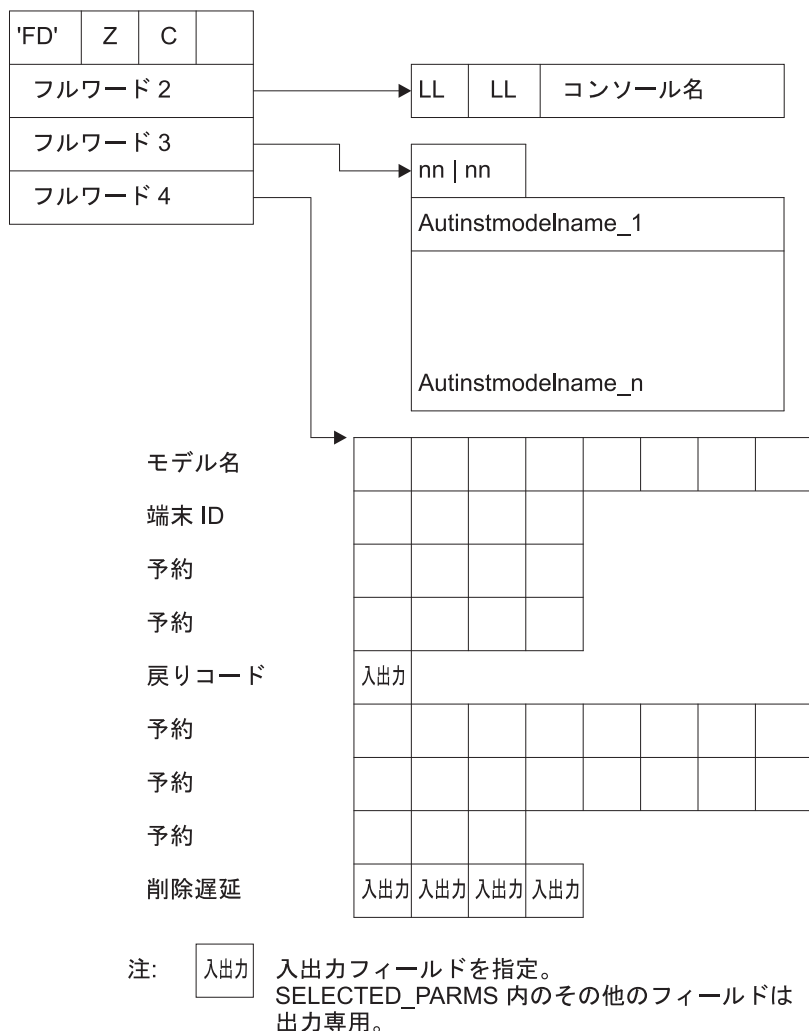 'FD' Z C
フルワード 2
LL LL コンソール名
フルワード 3
nn | nn
フルワード 4
Autinstmodelname_1
Autinstmodelname_n
モデル名
端末 ID
予約
予約
戻りコード 入出力
予約
予約
予約
削除遅延 入出力 入出力 入出力 入出力
注: 入出力 入出力フィールドを指定。
SELECTED_PARMS 内のその他のフィールドは
出力専用。